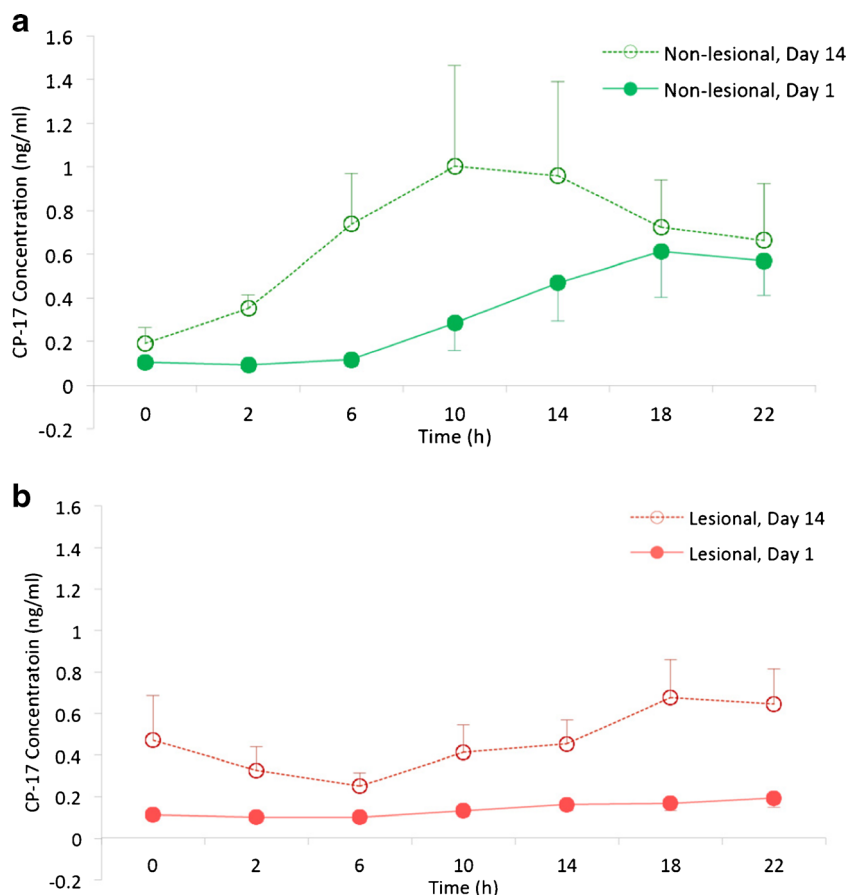 a
1.6
1.4
1.2
1
0.8
0.6
0.4
0.2
0
-0.2
CP-17 Concentration (ng/ml)
Non-lesional, Day 14
Non-lesional, Day 1
0 2 6 10 14 18 22
Time (h)
b
1.6
1.4
1.2
1
0.8
0.6
0.4
0.2
0
-0.2
CP-17 Concentratoin (ng/ml)
Lesional, Day 14
Lesional, Day 1
0 2 6 10 14 18 22
Time (h)